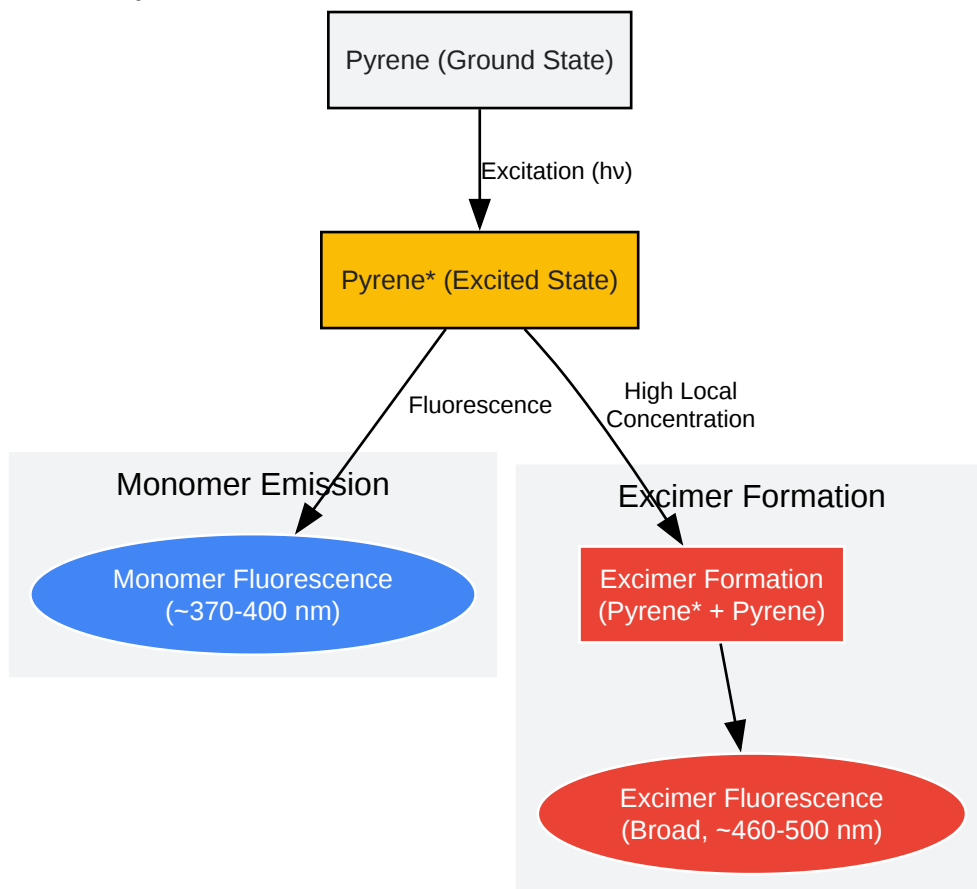 Pyrene (Ground State)
Excitation (hν)
Pyrene* (Excited State)
Fluorescence
High Local
Concentration
Monomer Emission
Monomer Fluorescence
(~370-400 nm)
Excimer Formation
Excimer Formation
(Pyrene* + Pyrene)
Excimer Fluorescence
(Broad, ~460-500 nm)